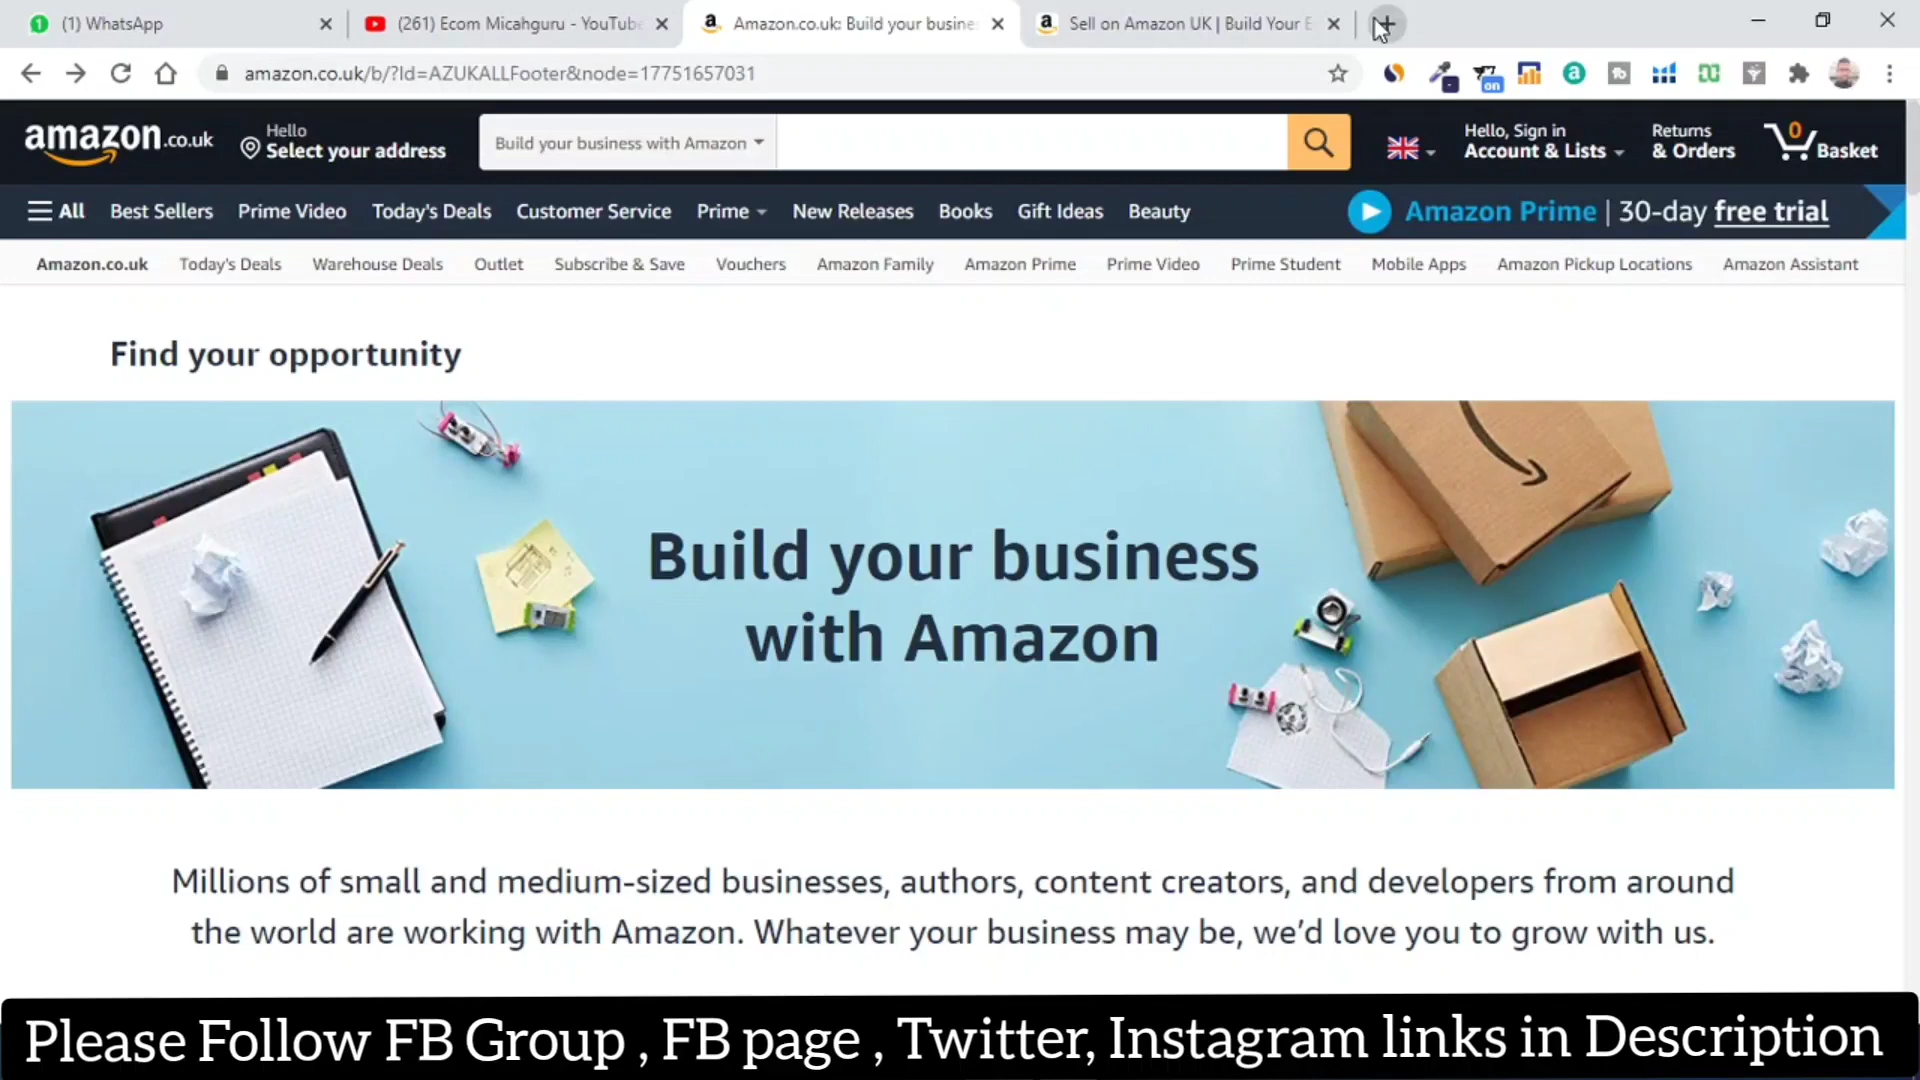 (1) WhatsApp
(261) Ecom Micahguru - YouTube
Amazon.co.uk: Build your busine
Sell on Amazon UK | Build Your E
amazon.co.uk/b/?ld=AZUKALLFooter&node=17751657031
on
amazon.co.uk
Hello
Select your address
Build your business with Amazon
Hello, Sign in
Account & Lists
Returns
& Orders
0
Basket
All
Best Sellers
Prime Video
Today's Deals
Customer Service
Prime
New Releases
Books
Gift Ideas
Beauty
Amazon Prime | 30-day free trial
Amazon.co.uk
Today's Deals
Warehouse Deals
Outlet
Subscribe & Save
Vouchers
Amazon Family
Amazon Prime
Prime Video
Prime Student
Mobile Apps
Amazon Pickup Locations
Amazon Assistant
Find your opportunity
Build your business
with Amazon
Millions of small and medium-sized businesses, authors, content creators, and developers from around
the world are working with Amazon. Whatever your business may be, we'd love you to grow with us.
Please Follow FB Group , FB page , Twitter, Instagram links in Description